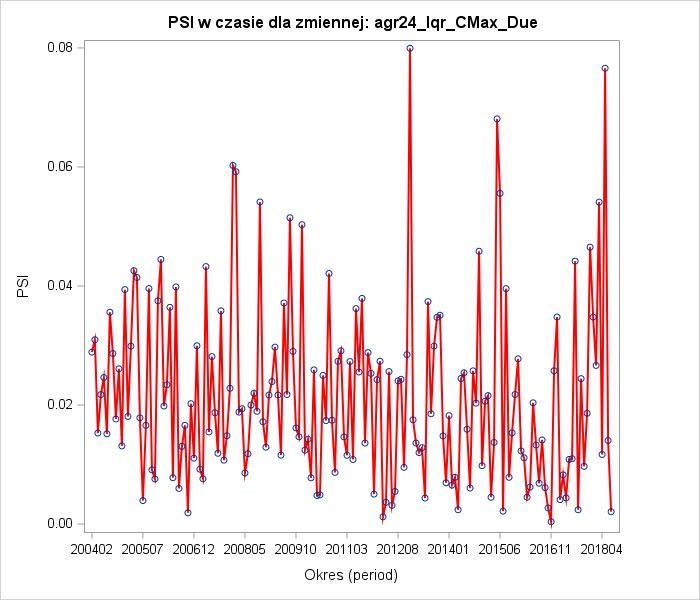 PSI w czasie dla zmiennej: agr24_Iqr_CMax_Due
0.08
0.06
0.04
0.02
0.00
PSI
200402 200507 200612 200805 200910 201103 201208 201401 201506 201611 201804
Okres (period)